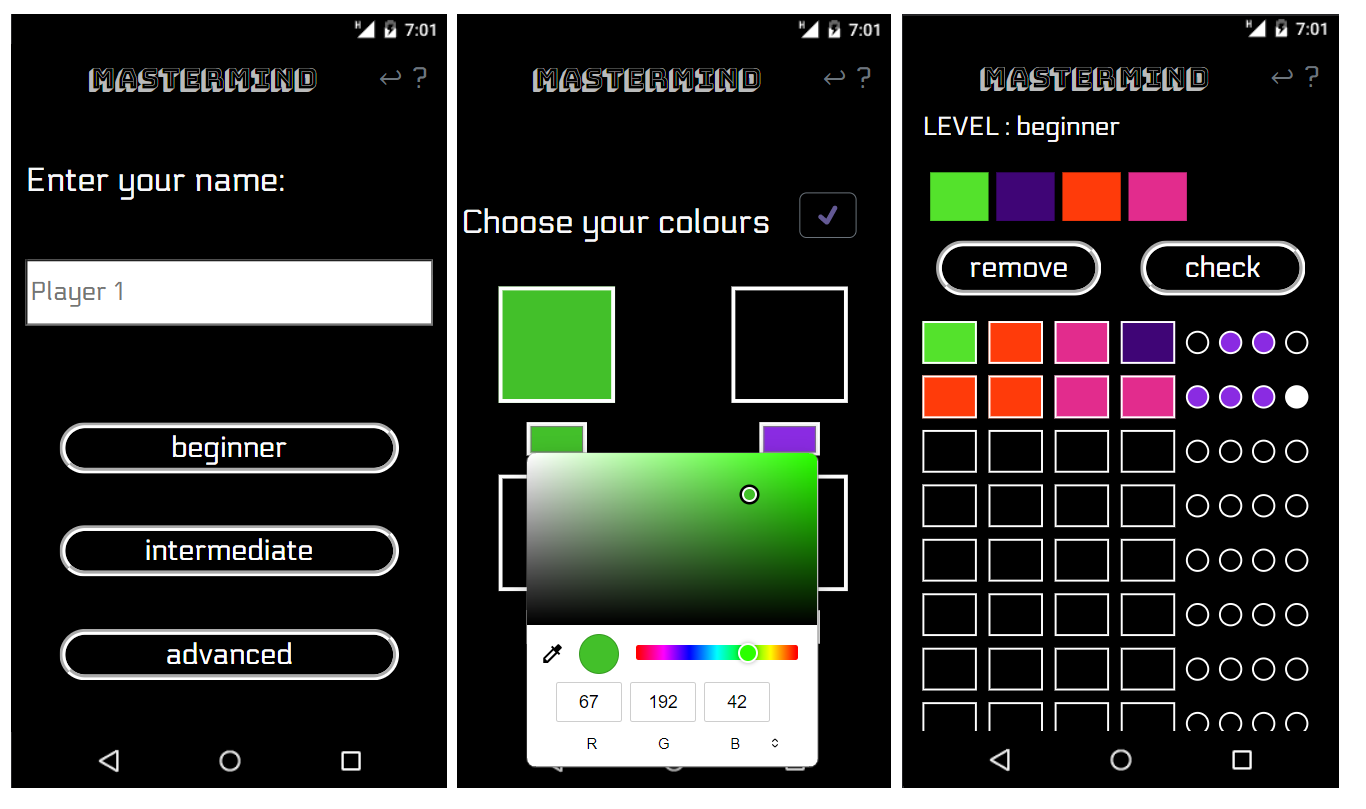 H 7:01
MASTERMIND ?
Enter your name:
Player 1
beginner
intermediate
advanced
H 7:01
MASTERMIND ?
Choose your colours
67 192 42
R G B
H 7:01
MASTERMIND ?
LEVEL : beginner
remove check